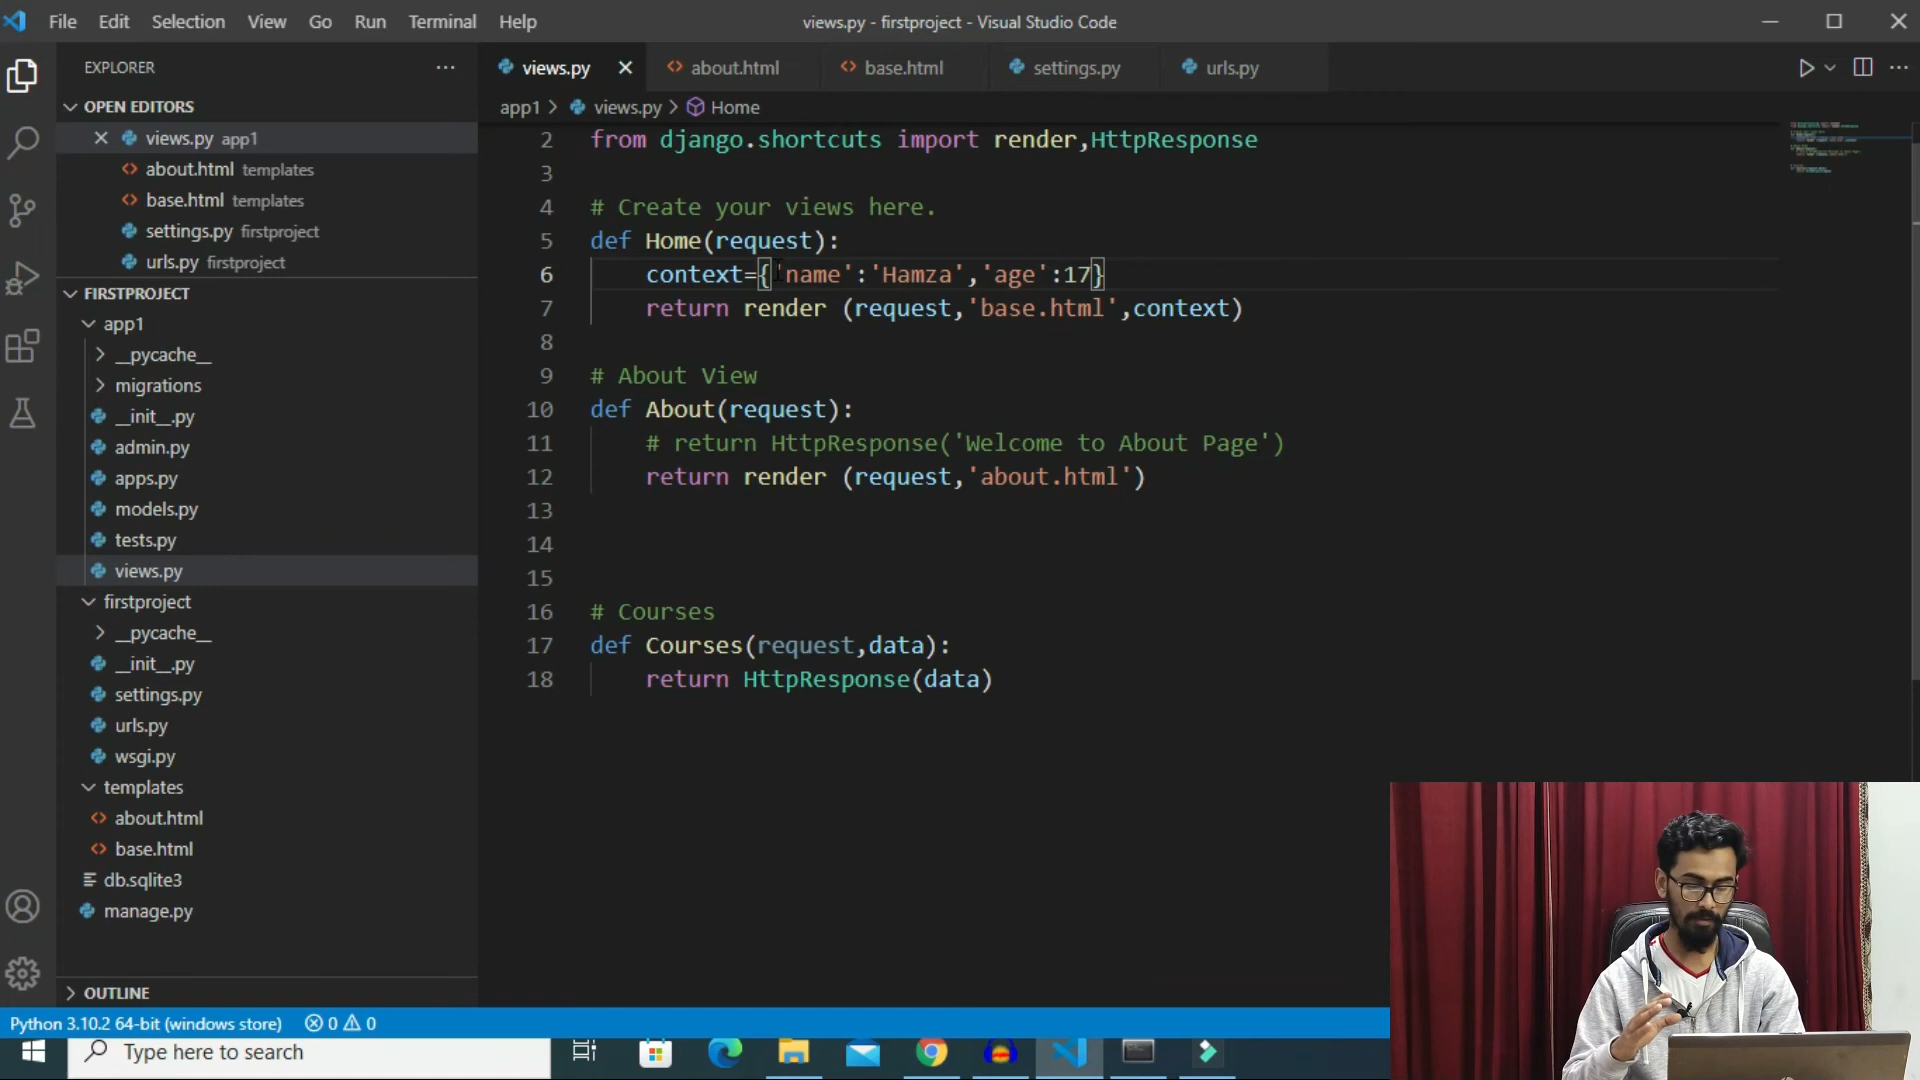 File Edit Selection View Go Run Terminal Help
views.py - firstproject - Visual Studio Code
EXPLORER
OPEN EDITORS
views.py app1
about.html templates
base.html templates
settings.py firstproject
urls.py firstproject
FIRSTPROJECT
app1
__pycache__
migrations
__init__.py
admin.py
apps.py
models.py
tests.py
views.py
firstproject
__pycache__
__init__.py
settings.py
urls.py
wsgi.py
templates
about.html
base.html
db.sqlite3
manage.py
OUTLINE
views.py about.html base.html settings.py urls.py
app1 > views.py > Home
2 from django.shortcuts import render,HttpResponse
3
4 # Create your views here.
5 def Home(request):
6 context={'name':'Hamza','age':17}
7 return render (request,'base.html',context)
8
9 # About View
10 def About(request):
11 # return HttpResponse('Welcome to About Page')
12 return render (request,'about.html')
13
14
15
16 # Courses
17 def Courses(request,data):
18 return HttpResponse(data)
Python 3.10.2 64-bit (windows store) 0 0
Type here to search